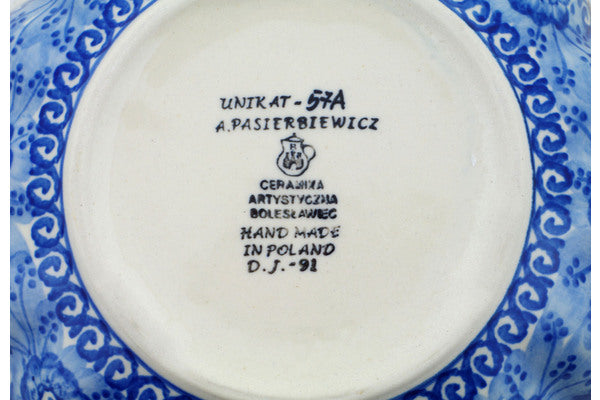 UNIKAT - 57A
A. PASIERBIEWICZ
CERAMIKA
ARTYSTYCZNA
BOLESŁAWIEC
HAND MADE
IN POLAND
D. J. - 91